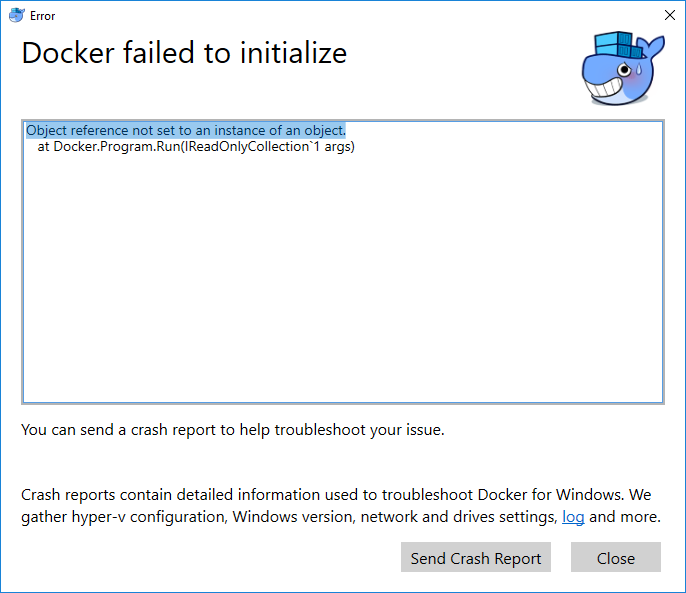 Error
Docker failed to initialize
Object reference not set to an instance of an object.
at Docker.Program.Run(IReadOnlyCollection`1 args)
You can send a crash report to help troubleshoot your issue.
Crash reports contain detailed information used to troubleshoot Docker for Windows. We
gather hyper-v configuration, Windows version, network and drives settings, log and more.
Send Crash Report
Close